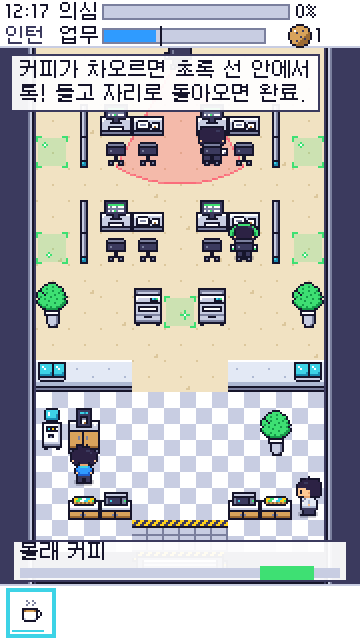 12:17 의심 0%
인턴 업무 1
커피가 차오르면 초록 선 안에서
톡! 들고 자리로 돌아오면 완료.
몰래 커피